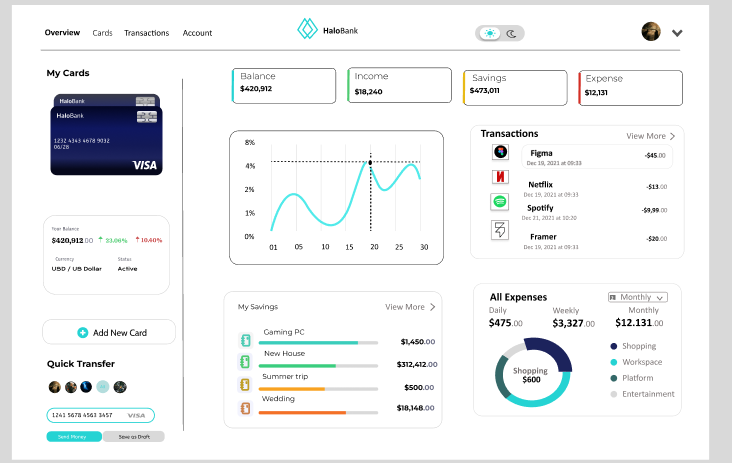 Overview Cards Transactions Account
HaloBank
My Cards
HaloBank
HaloBank
1232 4343 4678 9032
06/28
VISA
Your Balance
$420,912.00 23,06% 10,60%
Currency Status
USD / US Dollar Active
Add New Card
Quick Transfer
1241 5678 4563 3457 VISA
Send Money Save as Draft
Balance
$420,912
Income
$18,240
Savings
$473,011
Expense
$12,131
8%
4%
2%
1%
0%
01 05 10 15 20 25 30
Transactions View More
Figma -$45.00
Dec 18, 2021 at 09:33
Netflix -$13.00
Dec 19, 2021 at 09:33
Spotify -$9,99.00
Dec 21, 2021 at 10:20
Framer -$20.00
Dec 19, 2021 at 09:33
My Savings View More
Gaming PC
$1,450.00
New House
$312,412.00
Summer trip
$500.00
Wedding
$18,148.00
All Expenses Monthly
Daily Weekly Monthly
$475.00 $3,327.00 $12.131.00
Shopping
$600
Shopping
Workspace
Platform
Entertainment